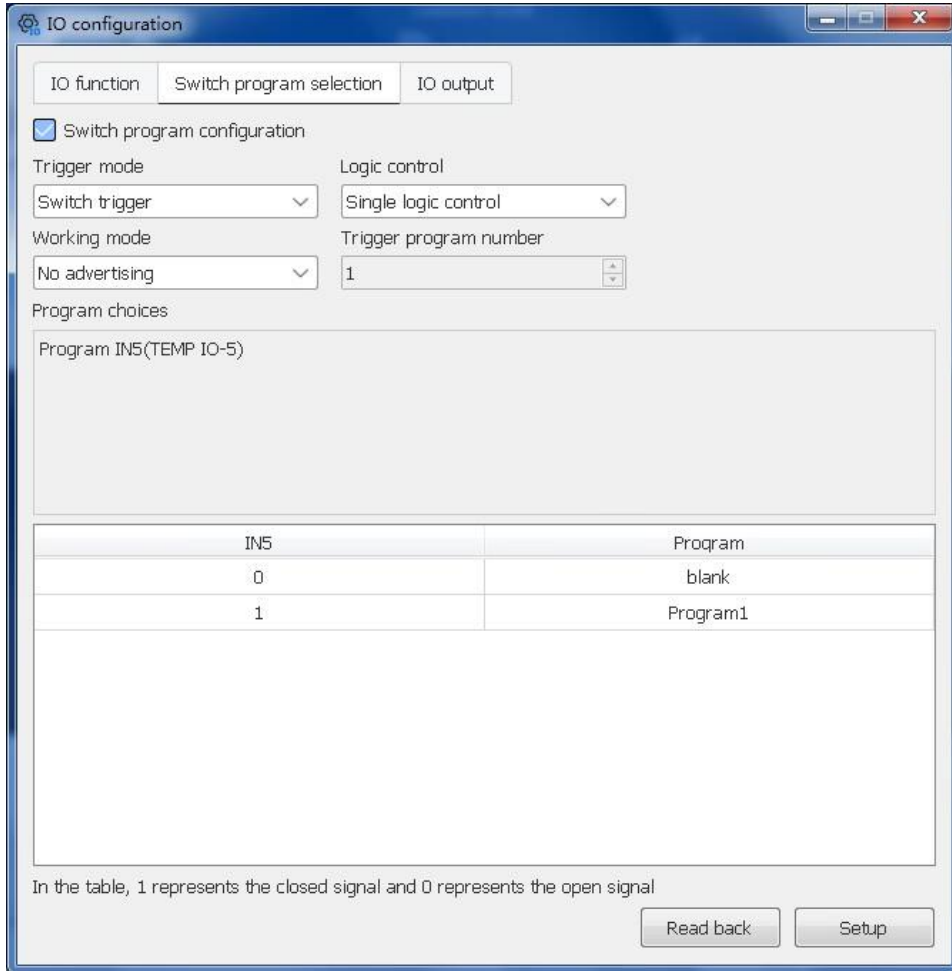 IO configuration
IO function
Switch program selection
IO output
Switch program configuration
Trigger mode
Logic control
Switch trigger
Single logic control
Working mode
Trigger program number
No advertising
1
Program choices
Program IN5(TEMP IO-5)
IN5
Program
0
blank
1
Program1
In the table, 1 represents the closed signal and 0 represents the open signal
Read back
Setup